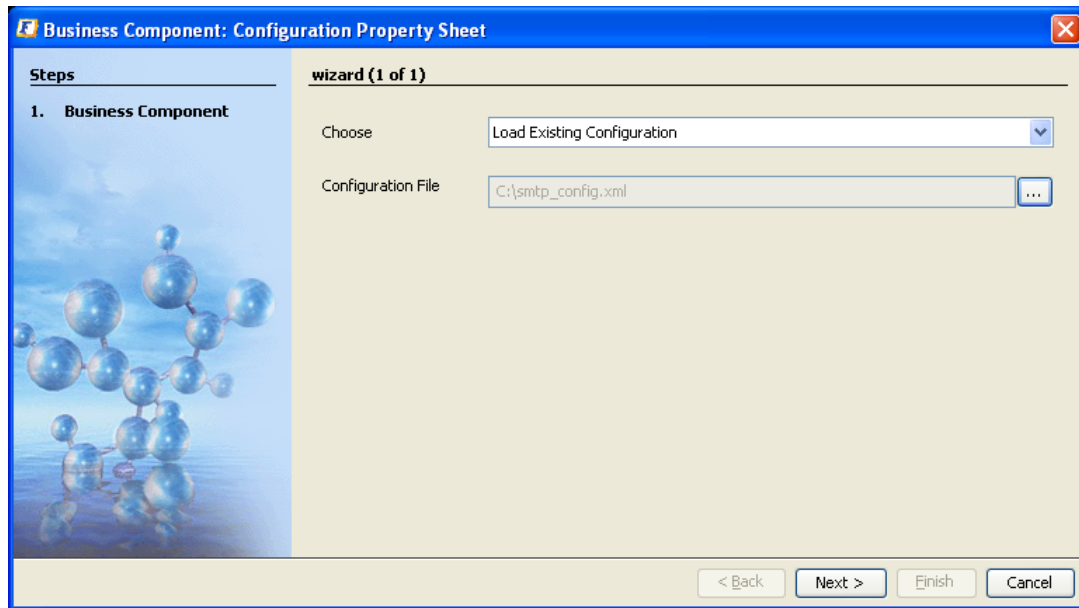 Business Component: Configuration Property Sheet
Steps
1. Business Component
wizard (1 of 1)
Choose
Load Existing Configuration
Configuration File
C:\smtp_config.xml
...
< Back
Next >
Finish
Cancel